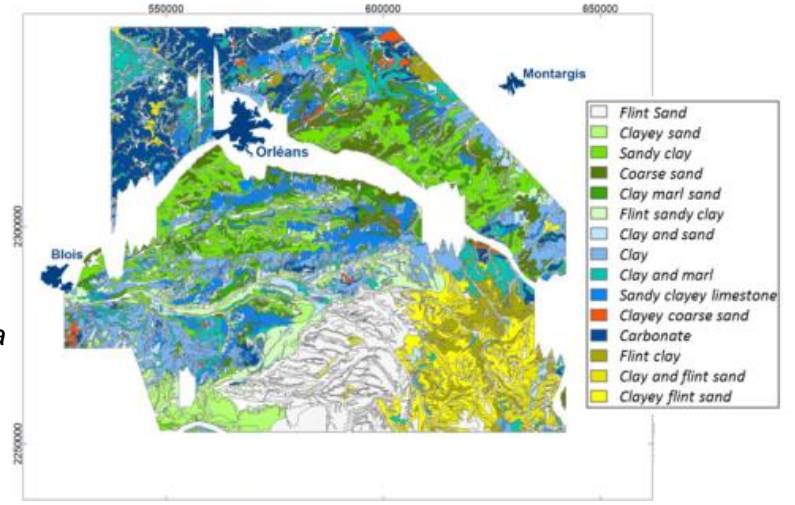 550000 600000 650000
Montargis
Orléans
Blois
2300000
2250000
a
Flint Sand
Clayey sand
Sandy clay
Coarse sand
Clay marl sand
Flint sandy clay
Clay and sand
Clay
Clay and marl
Sandy clayey limestone
Clayey coarse sand
Carbonate
Flint clay
Clay and flint sand
Clayey flint sand